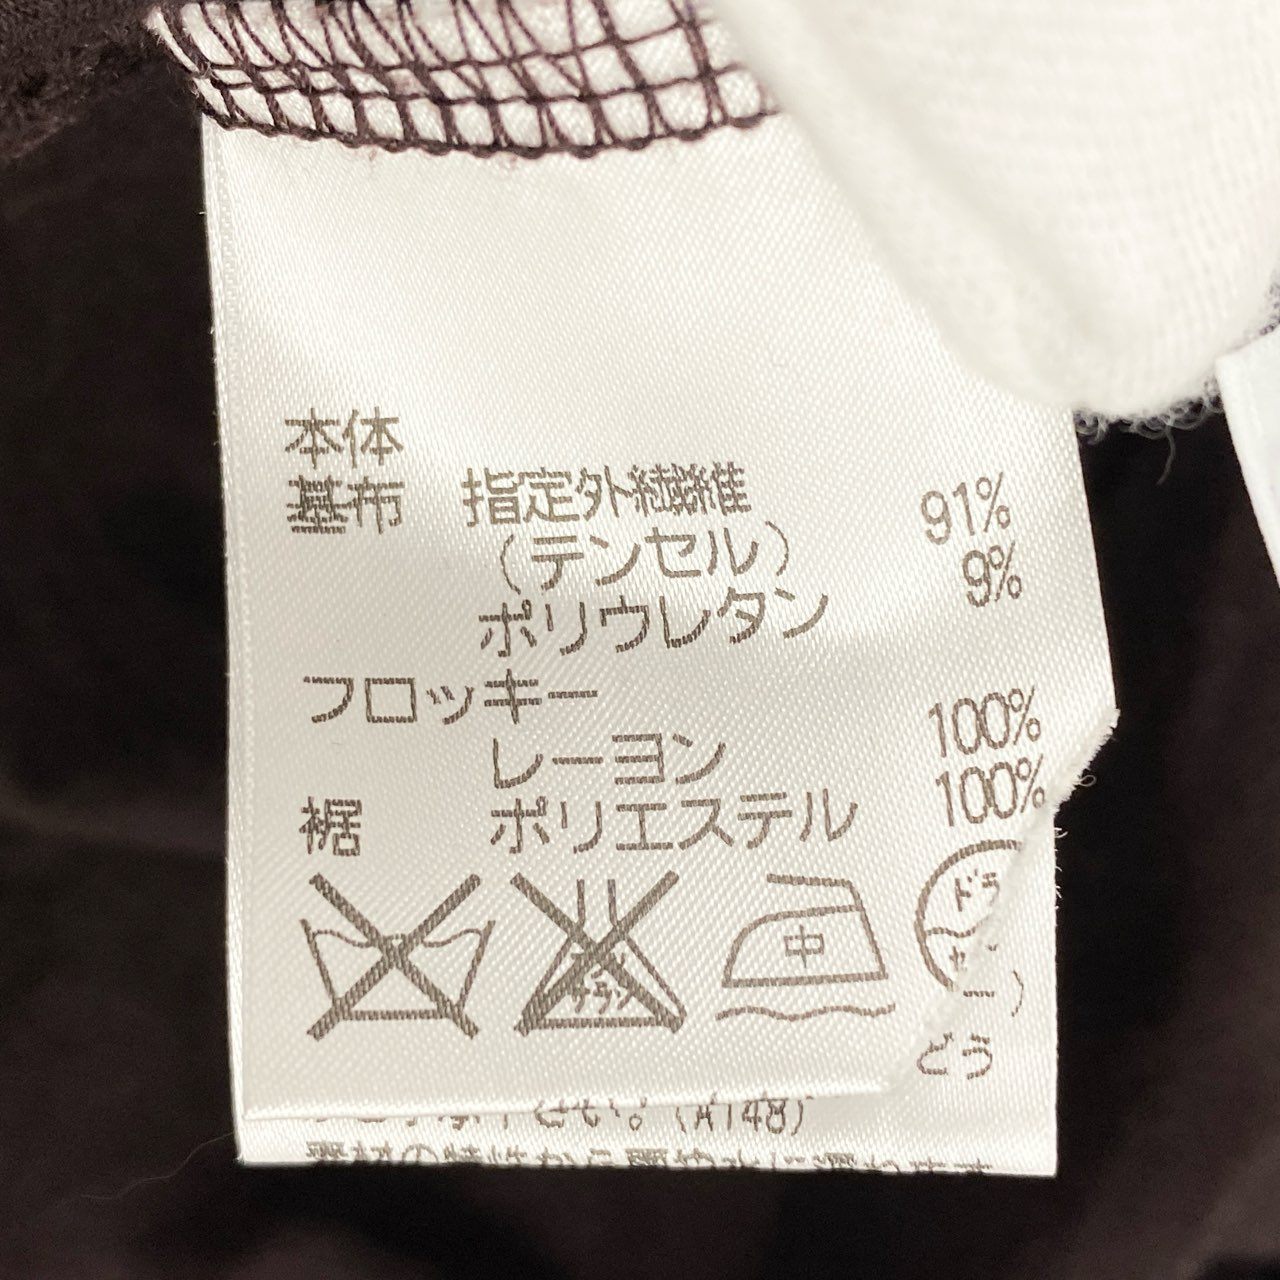 本体
基布 指定外繊維 91%
（テンセル） 9%
ポリウレタン
フロッキー
レーヨン 100%
裾 ポリエステル 100%
中
ドラ
どう